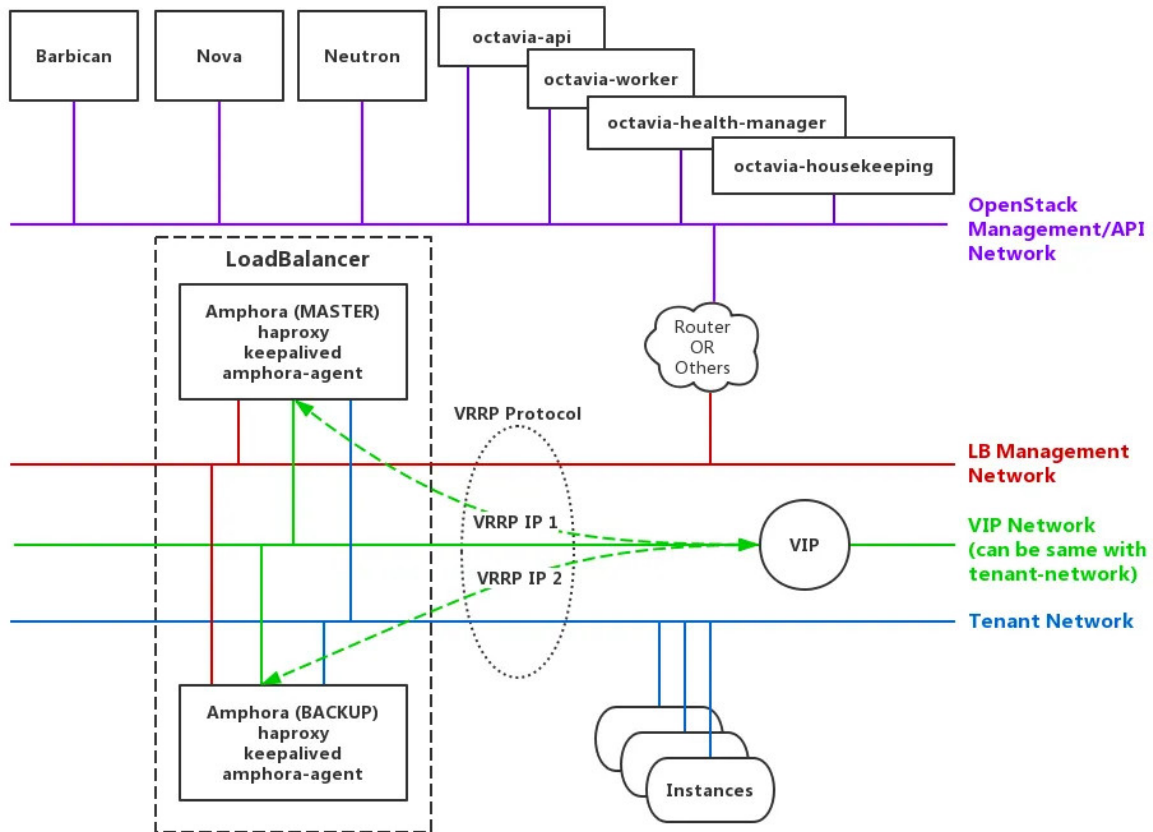 Barbican
Nova
Neutron
octavia-api
octavia-worker
octavia-health-manager
octavia-housekeeping
OpenStack
Management/API
Network
LoadBalancer
Amphora (MASTER)
haproxy
keepalived
amphora-agent
Router
OR
Others
VRRP Protocol
LB Management
Network
VRRP IP 1
VIP
VIP Network
(can be same with
tenant-network)
VRRP IP 2
Tenant Network
Amphora (BACKUP)
haproxy
keepalived
amphora-agent
Instances